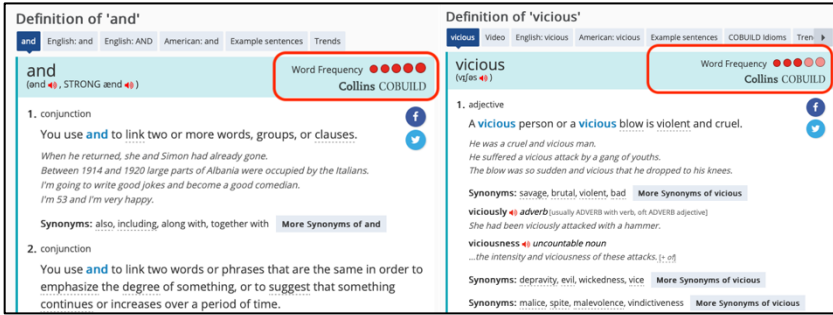 Definition of 'and'
and English: and English: AND American: and Example sentences Trends
and
(ənd , STRONG ænd )
Word Frequency
Collins COBUILD
1. conjunction
You use and to link two or more words, groups, or clauses.
When he returned, she and Simon had already gone.
Between 1914 and 1920 large parts of Albania were occupied by the Italians.
I'm going to write good jokes and become a good comedian.
I'm 53 and I'm very happy.
Synonyms: also, including, along with, together with More Synonyms of and
2. conjunction
You use and to link two words or phrases that are the same in order to
emphasize the degree of something, or to suggest that something
continues or increases over a period of time.
Definition of 'vicious'
vicious Video English: vicious American: vicious Example sentences COBUILD Idioms
vicious
(vɪʃəs )
Word Frequency
Collins COBUILD
1. adjective
A vicious person or a vicious blow is violent and cruel.
He was a cruel and vicious man.
He suffered a vicious attack by a gang of youths.
The blow was so sudden and vicious that he dropped to his knees.
Synonyms: savage, brutal, violent, bad More Synonyms of vicious
viciously adverb [usually ADVERB with verb, oft ADVERB adjective]
She had been viciously attacked with a hammer.
viciousness uncountable noun
...the intensity and viciousness of these attacks. [+ of]
Synonyms: depravity, evil, wickedness, vice More Synonyms of vicious
Synonyms: malice, spite, malevolence, vindictiveness More Synonyms of vicious